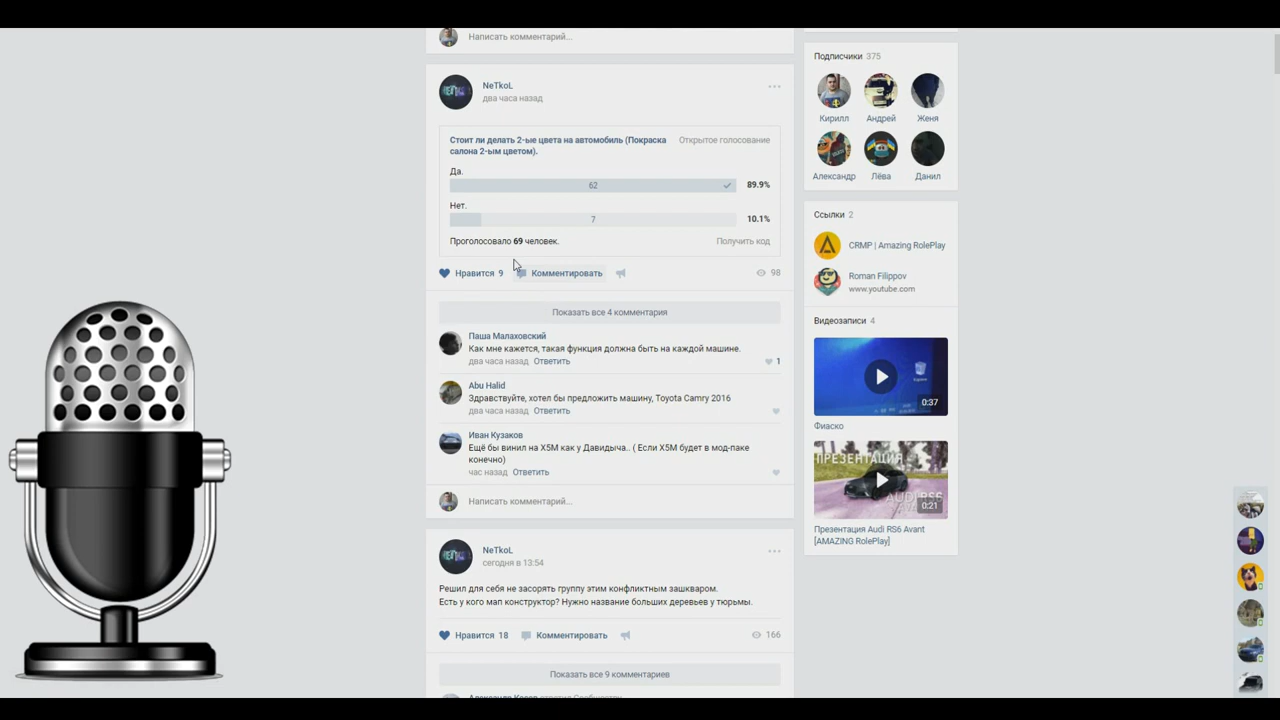 Написать комментарий...
NeTkoL
два часа назад
Стоит ли делать 2-ые цвета на автомобиль (Покраска
салона 2-ым цветом).
Открытое голосование
Да.
62
89.9%
Нет.
7
10.1%
Проголосовало 69 человек.
Получить код
Нравится 9
Комментировать
98
Показать все 4 комментария
Паша Малаховский
Как мне кажется, такая функция должна быть на каждой машине.
два часа назад Ответить
1
Abu Halid
Здравствуйте, хотел бы предложить машину, Toyota Camry 2016
два часа назад Ответить
Иван Кузаков
Ещё бы винил на X5M как у Давидыча.. ( Если X5M будет в мод-паке
конечно)
час назад Ответить
Написать комментарий...
NeTkoL
сегодня в 13:54
Решил для себя не засорять группу этим конфликтным зашкваром.
Есть у кого мап конструктор? Нужно название больших деревьев у тюрьмы.
Нравится 18
Комментировать
166
Показать все 9 комментариев
Подписчики 375
Кирилл
Андрей
Женя
Александр
Лёва
Данил
Ссылки 2
CRMP | Amazing RolePlay
Roman Filippov
www.youtube.com
Видеозаписи 4
0:37
Фиаско
ПРЕЗЕНТАЦИЯ
AUDI RS6
0:21
Презентация Audi RS6 Avant
[AMAZING RolePlay]